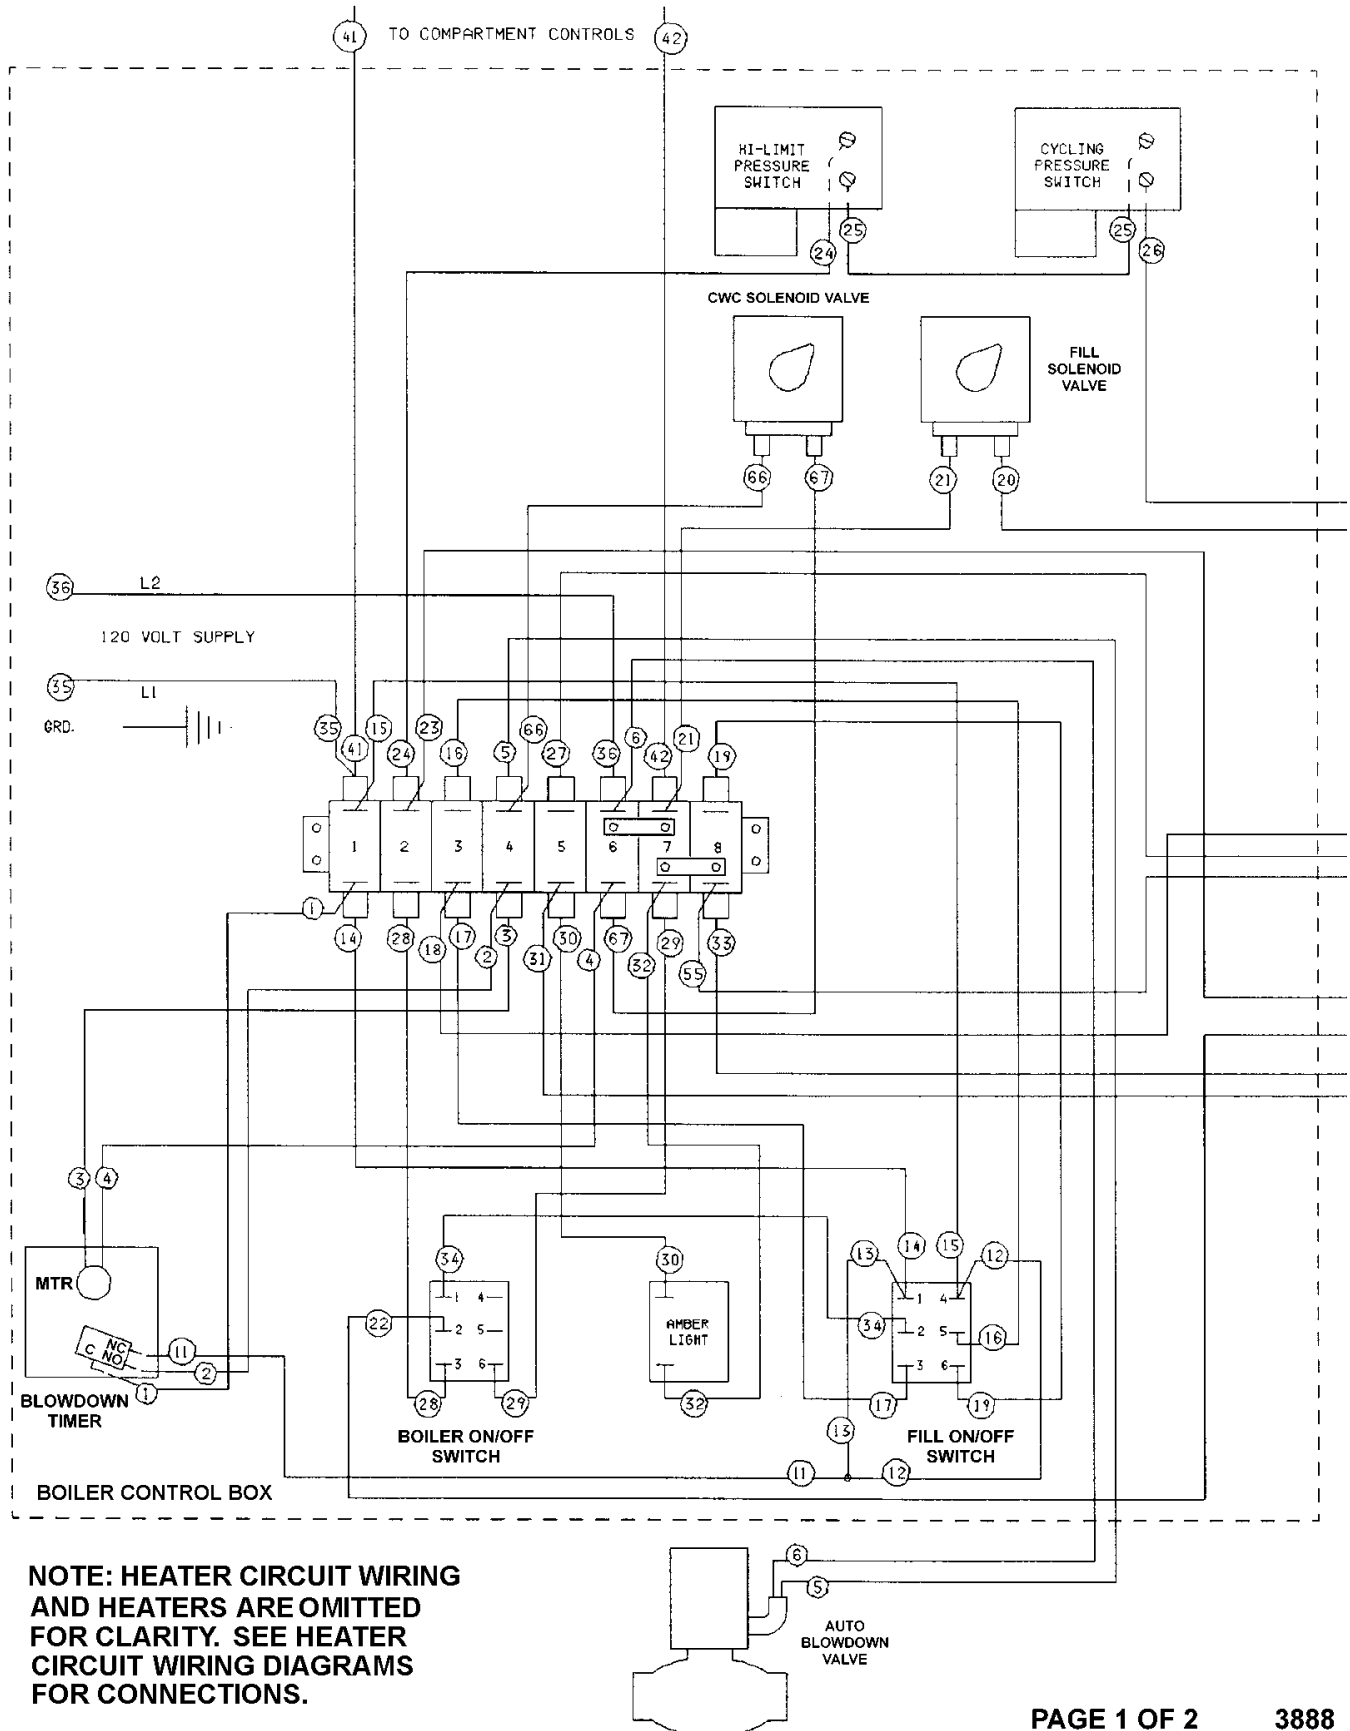 41 TO COMPARTMENT CONTROLS 42
HI-LIMIT
PRESSURE
SWITCH
CYCLING
PRESSURE
SWITCH
24 25 25 26
CWC SOLENOID VALVE
FILL
SOLENOID
VALVE
66 67 21 20
36 L2
120 VOLT SUPPLY
35 L1
GRD.
35 41 15 24 23 16 5 66 27 36 6 42 21 19
1 2 3 4 5 6 7 8
1 14 28 18 17 2 3 31 30 4 67 32 29 55 33
3 4
MTR
NC
C NO
11
2
1
BLOWDOWN
TIMER
34
22
1 4
2 5
3 6
28 29
BOILER ON/OFF
SWITCH
30
AMBER
LIGHT
32
13 14 15 12
1 4
34 2 5 16
3 6
17 19
13
FILL ON/OFF
SWITCH
11 12
BOILER CONTROL BOX
6
5
AUTO
BLOWDOWN
VALVE
NOTE: HEATER CIRCUIT WIRING
AND HEATERS ARE OMITTED
FOR CLARITY. SEE HEATER
CIRCUIT WIRING DIAGRAMS
FOR CONNECTIONS.
PAGE 1 OF 2 3888